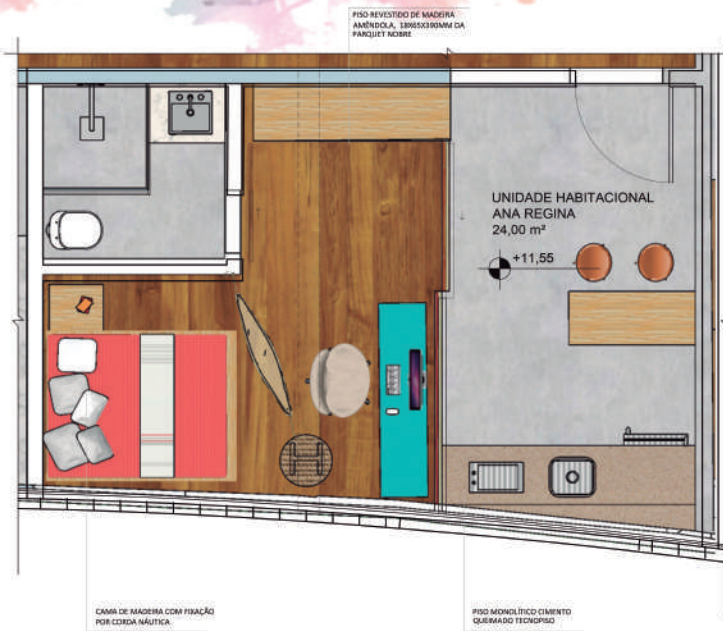 PISO REVESTIDO DE MADEIRA
AMÊNDOLA, 18X65X390MM DA
PARQUET NOBRE
UNIDADE HABITACIONAL
ANA REGINA
24,00 m²
+11,55
CAMA DE MADEIRA COM FIXAÇÃO
POR CORDA NÁUTICA
PISO MONOLÍTICO CIMENTO
QUEIMADO TECNOPISO